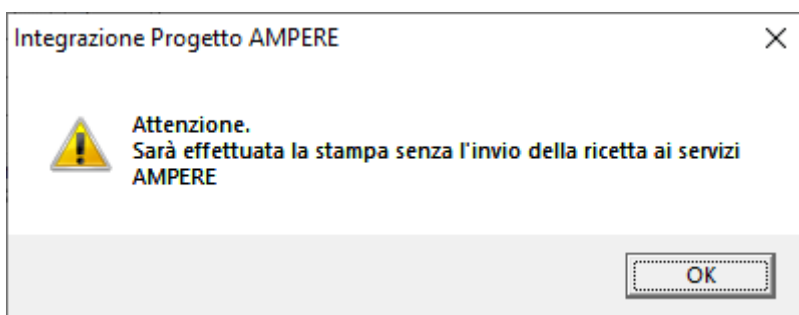 Integrazione Progetto AMPERE
Attenzione.
Sarà effettuata la stampa senza l'invio della ricetta ai servizi
AMPERE
OK